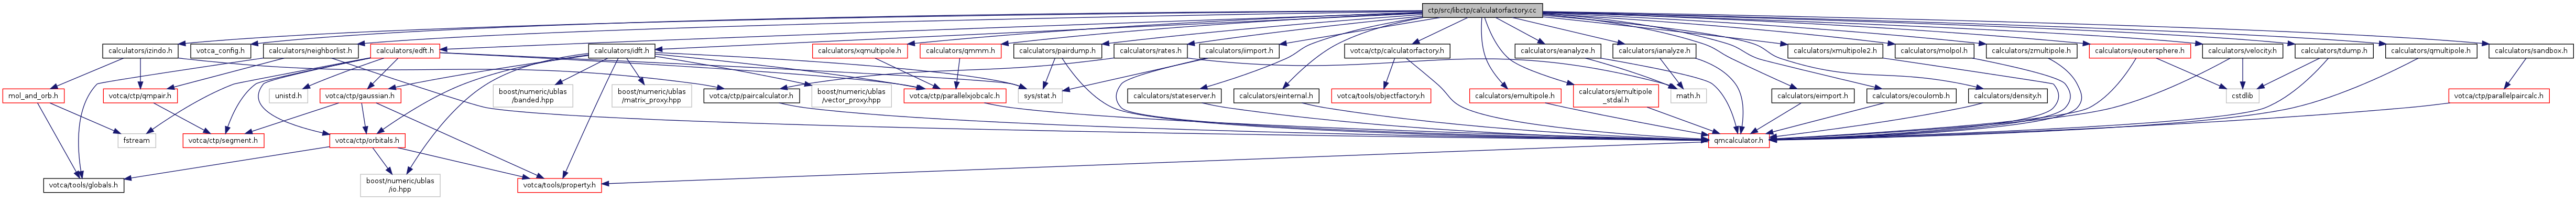 ctp/src/libctp/calculatorfactory.cc
calculators/izindo.h
votca_config.h
calculators/neighborlist.h
calculators/edft.h
calculators/idft.h
calculators/xqmultipole.h
calculators/qmmm.h
calculators/pairdump.h
calculators/rates.h
calculators/iimport.h
votca/ctp/calculatorfactory.h
calculators/eanalyze.h
calculators/ianalyze.h
calculators/xmultipole2.h
calculators/molpol.h
calculators/zmultipole.h
calculators/eoutersphere.h
calculators/velocity.h
calculators/tdump.h
calculators/qmultipole.h
calculators/sandbox.h
mol_and_orb.h
votca/ctp/qmpair.h
unistd.h
votca/ctp/gaussian.h
boost/numeric/ublas
/banded.hpp
boost/numeric/ublas
/matrix_proxy.hpp
votca/ctp/paircalculator.h
boost/numeric/ublas
/vector_proxy.hpp
votca/ctp/parallelxjobcalc.h
sys/stat.h
calculators/stateserver.h
calculators/einternal.h
votca/tools/objectfactory.h
calculators/emultipole.h
calculators/emultipole
_stdal.h
math.h
calculators/eimport.h
calculators/ecoulomb.h
calculators/density.h
cstdlib
votca/ctp/parallelpaircalc.h
fstream
votca/ctp/segment.h
votca/ctp/orbitals.h
qmcalculator.h
votca/tools/globals.h
boost/numeric/ublas
/io.hpp
votca/tools/property.h